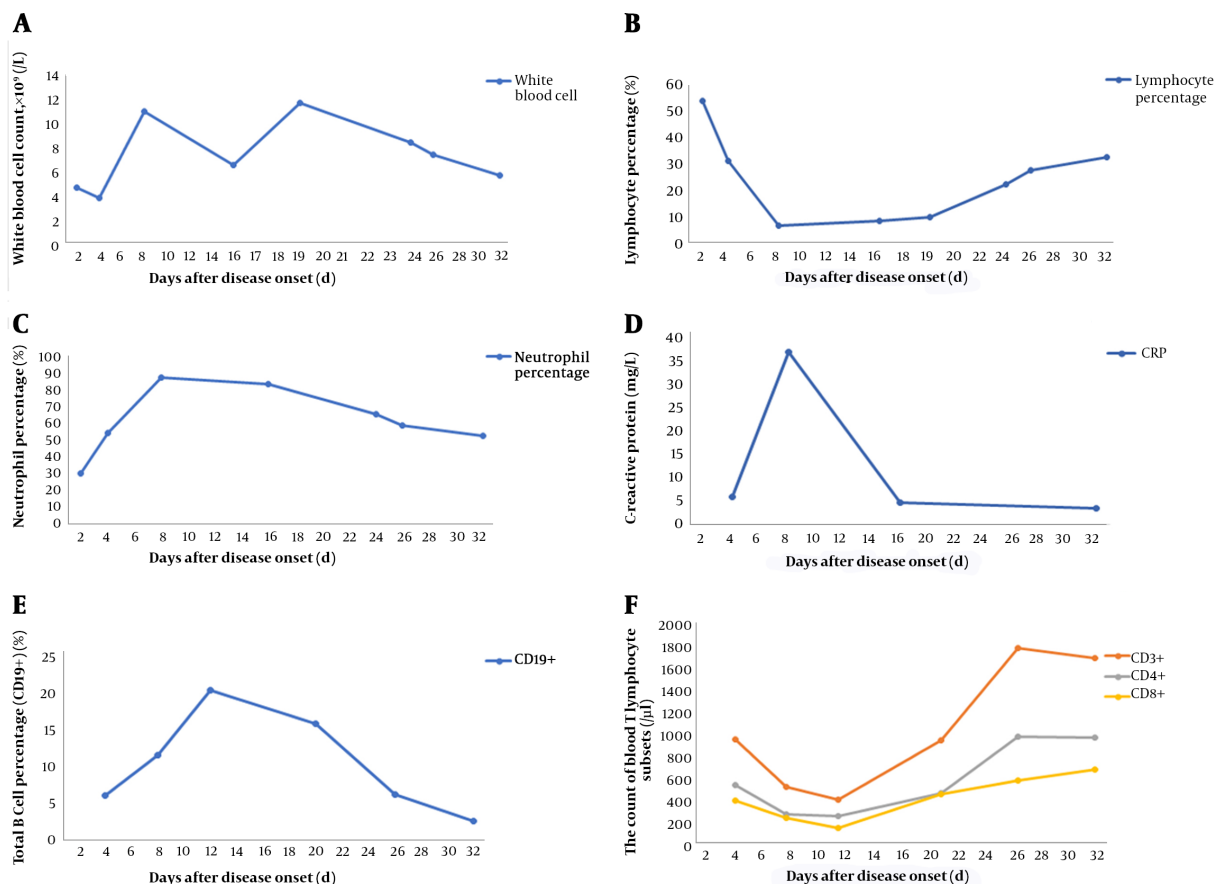 A
White blood cell count,×10⁹ (/L)
14
12
10
8
6
4
2
0
2 4 6 8 10 12 14 16 17 18 19 20 21 22 23 24 26 28 30 32
Days after disease onset (d)
White
blood cell
B
Lymphocyte percentage (%)
60
50
40
30
20
10
0
2 4 6 8 10 12 14 16 18 20 22 24 26 28 30 32
Days after disease onset (d)
Lymphocyte
percentage
C
Neutrophil percentage (%)
100
90
80
70
60
50
40
30
20
10
0
2 4 6 8 10 12 14 16 18 20 22 24 26 28 30 32
Days after disease onset (d)
Neutrophil
percentage
D
C-reactive protein (mg/L)
40
35
30
25
20
15
10
5
0
2 4 6 8 10 12 14 16 18 20 22 24 26 28 30 32
Days after disease onset (d)
CRP
E
Total B Cell percentage (CD19+) (%)
25
20
15
10
5
0
2 4 6 8 10 12 14 16 18 20 22 24 26 28 30 32
Days after disease onset (d)
CD19+
F
The count of blood T lymphocyte
subsets (/μl)
2000
1800
1600
1400
1200
1000
800
600
400
200
0
2 4 6 8 10 12 14 16 18 20 22 24 26 28 30 32
Days after disease onset (d)
CD3+
CD4+
CD8+